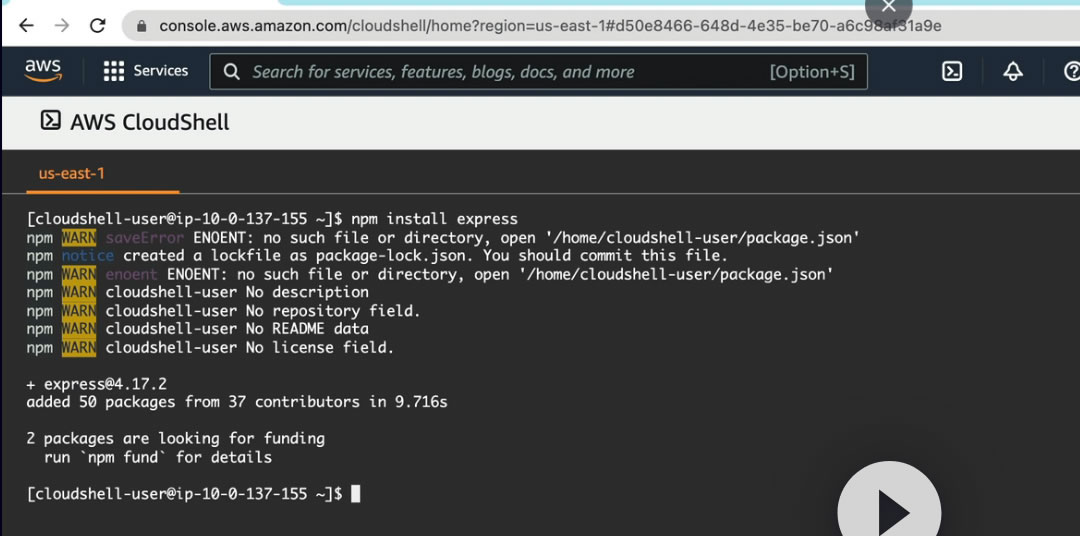 console.aws.amazon.com/cloudshell/home?region=us-east-1#d50e8466-648d-4e35-be70-a6c98af31a9e
aws Services Search for services, features, blogs, docs, and more [Option+S]
AWS CloudShell
us-east-1
[cloudshell-user@ip-10-0-137-155 ~]$ npm install express
npm WARN saveError ENOENT: no such file or directory, open '/home/cloudshell-user/package.json'
npm notice created a lockfile as package-lock.json. You should commit this file.
npm WARN enoent ENOENT: no such file or directory, open '/home/cloudshell-user/package.json'
npm WARN cloudshell-user No description
npm WARN cloudshell-user No repository field.
npm WARN cloudshell-user No README data
npm WARN cloudshell-user No license field.
+ express@4.17.2
added 50 packages from 37 contributors in 9.716s
2 packages are looking for funding
run `npm fund` for details
[cloudshell-user@ip-10-0-137-155 ~]$